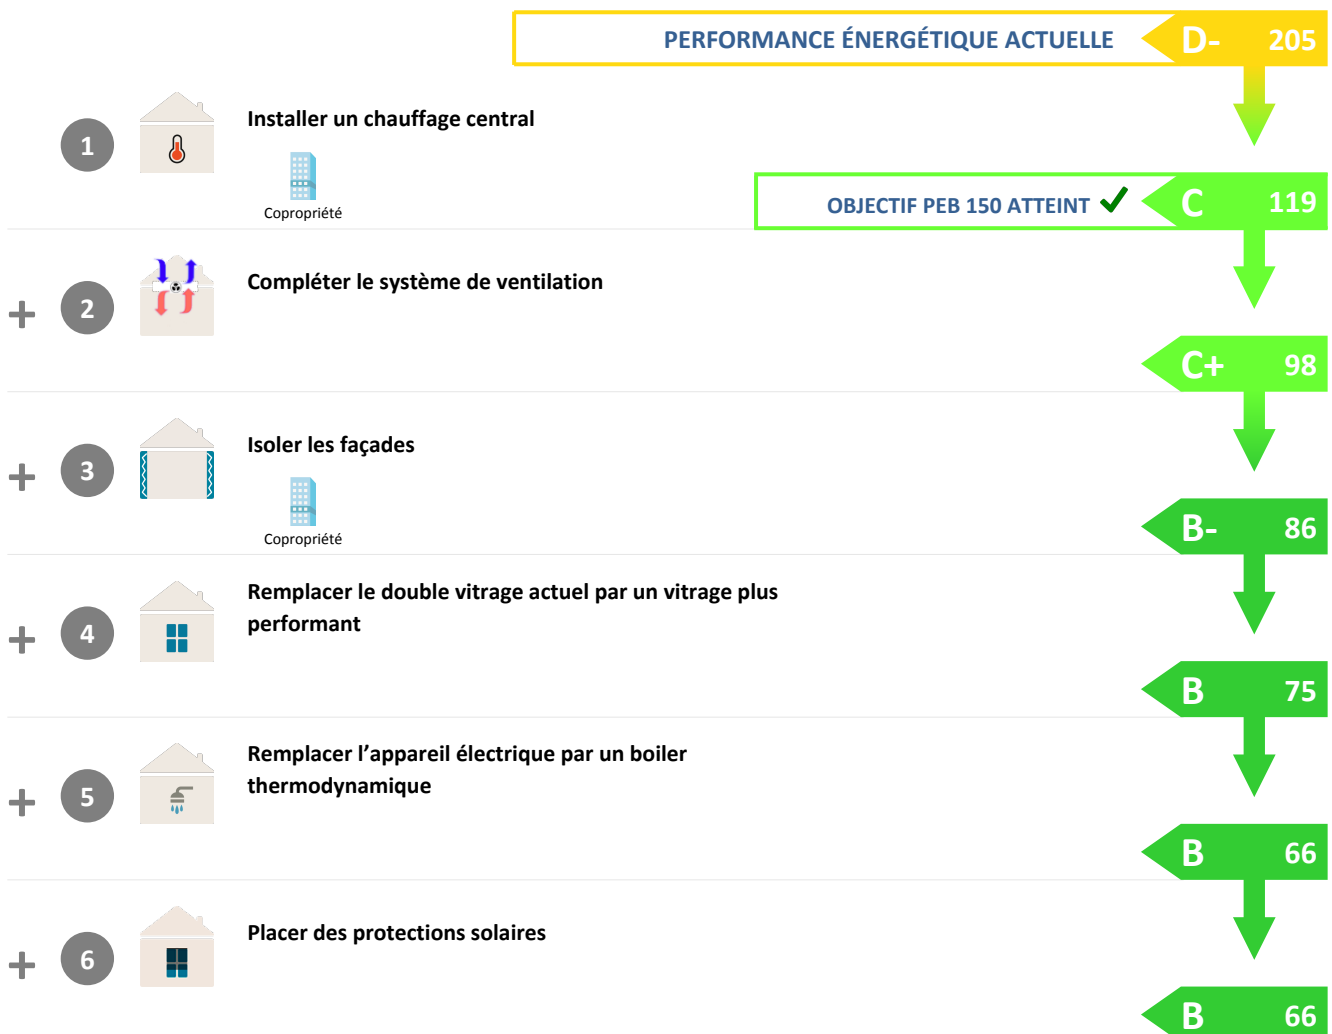 PERFORMANCE ÉNERGÉTIQUE ACTUELLE D- 205
1 Installer un chauffage central
Copropriété
OBJECTIF PEB 150 ATTEINT ✔ C 119
+ 2 Compléter le système de ventilation
C+ 98
+ 3 Isoler les façades
Copropriété
B- 86
+ 4 Remplacer le double vitrage actuel par un vitrage plus
performant
B 75
+ 5 Remplacer l’appareil électrique par un boiler
thermodynamique
B 66
+ 6 Placer des protections solaires
B 66